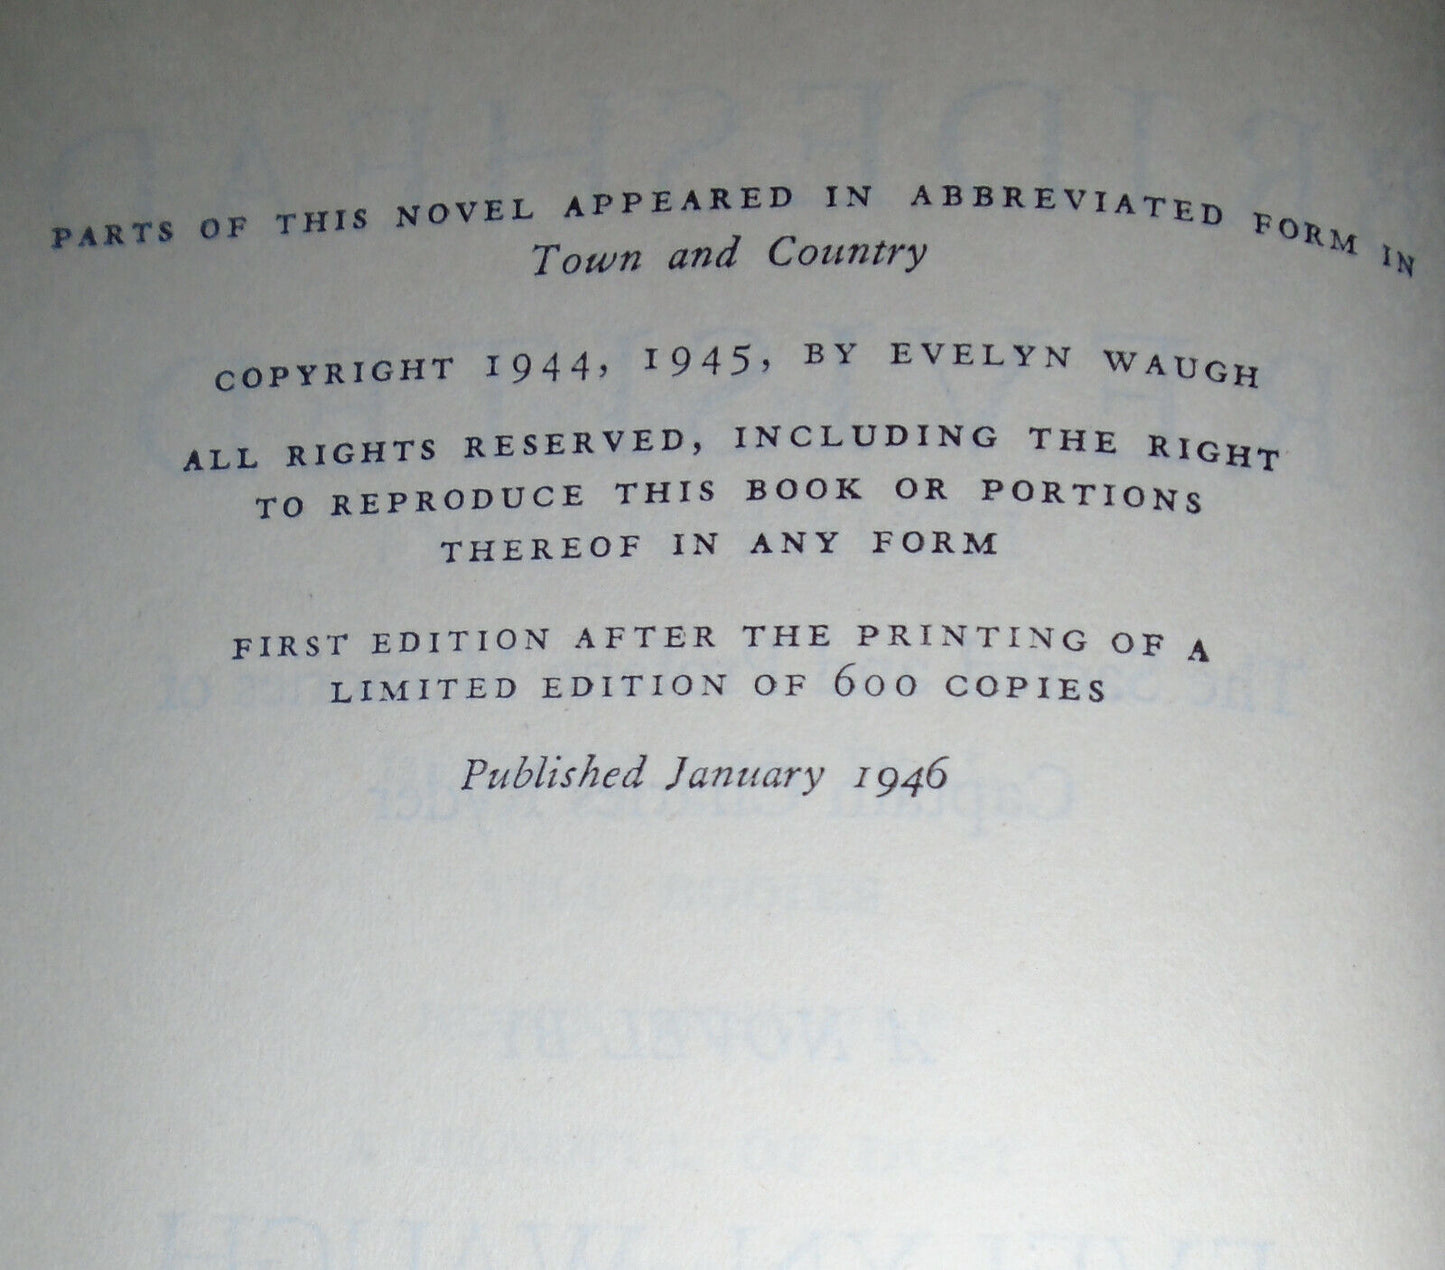 PARTS OF THIS NOVEL APPEARED IN ABBREVIATED FORM IN
Town and Country
COPYRIGHT 1944, 1945, BY EVELYN WAUGH
ALL RIGHTS RESERVED, INCLUDING THE RIGHT
TO REPRODUCE THIS BOOK OR PORTIONS
THEREOF IN ANY FORM
FIRST EDITION AFTER THE PRINTING OF A
LIMITED EDITION OF 600 COPIES
Published January 1946